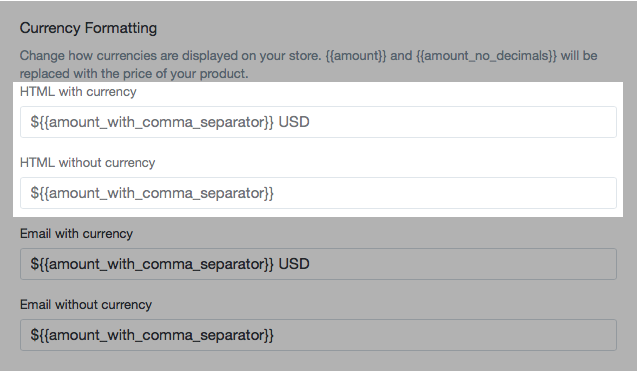 Currency Formatting
Change how currencies are displayed on your store. {{amount}} and {{amount_no_decimals}} will be
replaced with the price of your product.
HTML with currency
${{amount_with_comma_separator}} USD
HTML without currency
${{amount_with_comma_separator}}
Email with currency
${{amount_with_comma_separator}} USD
Email without currency
${{amount_with_comma_separator}}